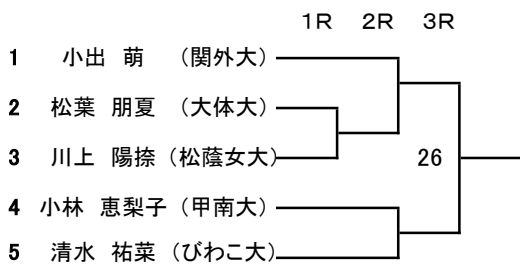 1R 2R 3R
1 小出 萌 (関外大)
2 松葉 朋夏 (大体大)
3 川上 陽捺 (松蔭女大)
26
4 小林 恵梨子 (甲南大)
5 清水 祐菜 (びわこ大)